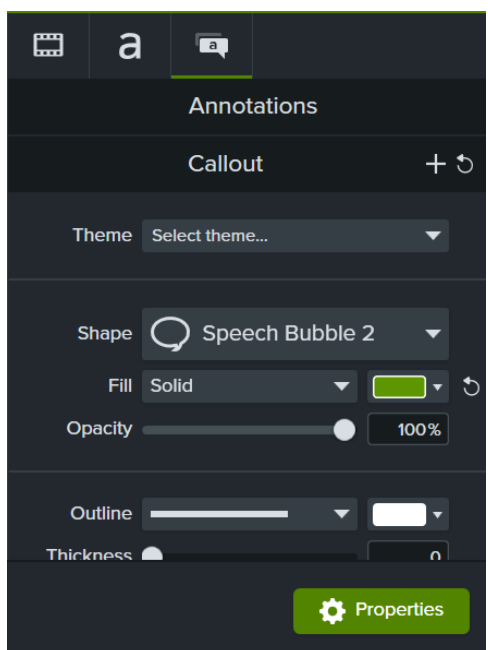 a
a
Annotations
Callout
Theme Select theme...
Shape Speech Bubble 2
Fill Solid
Opacity 100%
Outline
Thickness 0
Properties